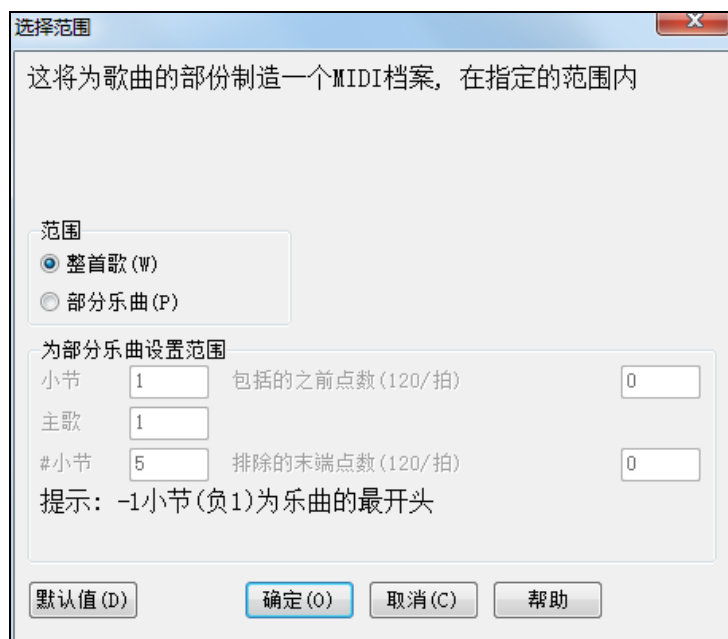 选择范围
这将为歌曲的部份制造一个MIDI档案, 在指定的范围内
范围
整首歌(W)
部分乐曲(P)
为部分乐曲设置范围
小节 1 包括的之前点数(120/拍) 0
主歌 1
#小节 5 排除的末端点数(120/拍) 0
提示: -1小节(负1)为乐曲的最开头
默认值(D) 确定(O) 取消(C) 帮助